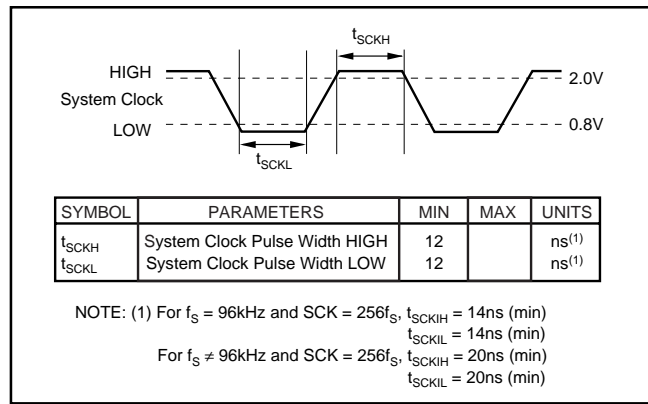 tSCKH
HIGH
2.0V
System Clock
LOW
0.8V
tSCKL
SYMBOL PARAMETERS MIN MAX UNITS
tSCKH System Clock Pulse Width HIGH 12 ns(1)
tSCKL System Clock Pulse Width LOW 12 ns(1)
NOTE: (1) For fS = 96kHz and SCK = 256fS, tSCKIH = 14ns (min)
tSCKIL = 14ns (min)
For fS ≠ 96kHz and SCK = 256fS, tSCKIH = 20ns (min)
tSCKIL = 20ns (min)